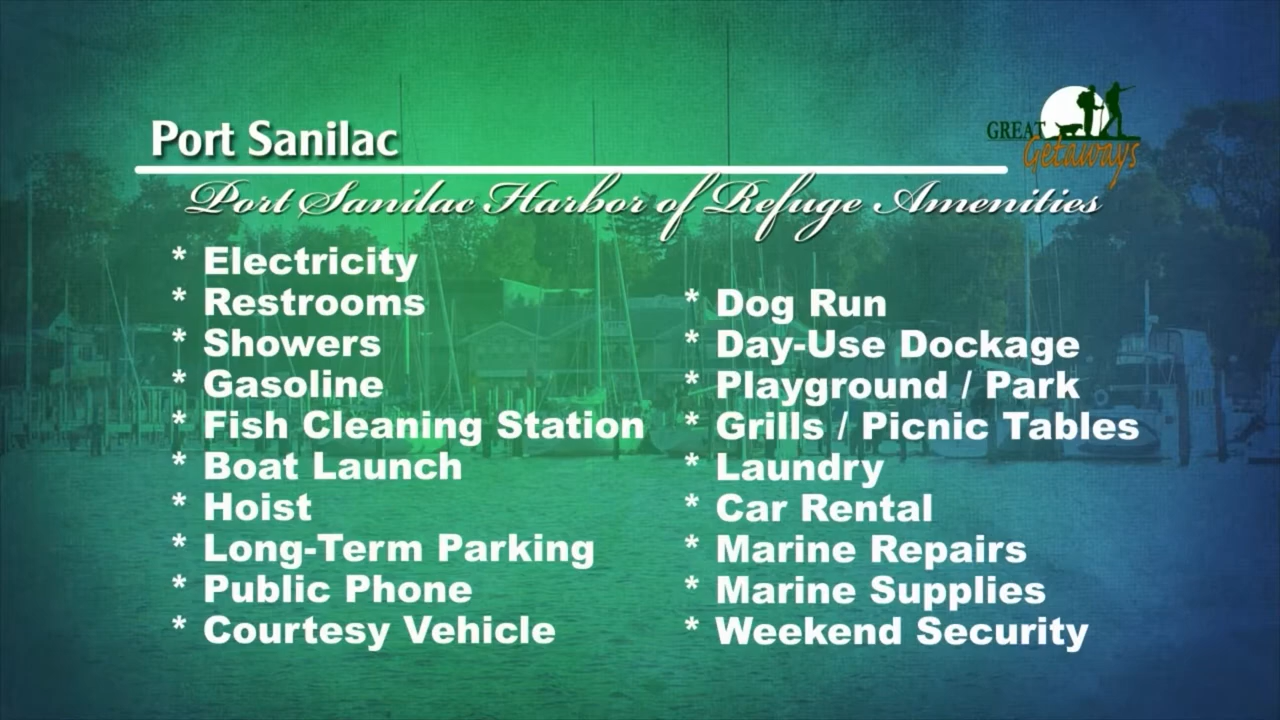 Port Sanilac
GREAT
Getaways
Port Sanilac Harbor of Refuge Amenities
* Electricity
* Restrooms
* Showers
* Gasoline
* Fish Cleaning Station
* Boat Launch
* Hoist
* Long-Term Parking
* Public Phone
* Courtesy Vehicle
* Dog Run
* Day-Use Dockage
* Playground / Park
* Grills / Picnic Tables
* Laundry
* Car Rental
* Marine Repairs
* Marine Supplies
* Weekend Security